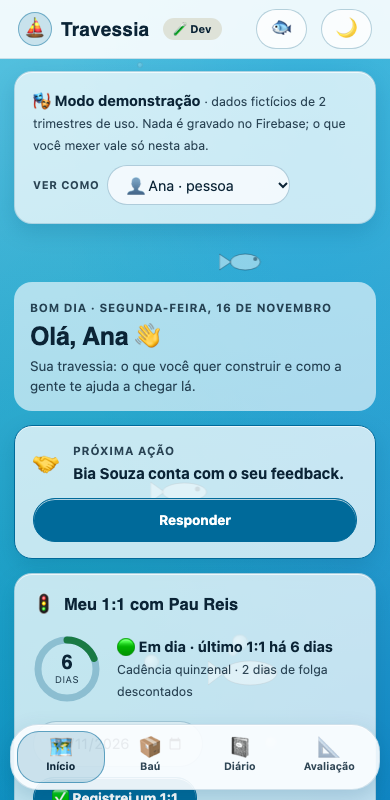 Travessia
Dev
Modo demonstração · dados fictícios de 2
trimestres de uso. Nada é gravado no Firebase; o que
você mexer vale só nesta aba.
VER COMO
Ana · pessoa
BOM DIA · SEGUNDA-FEIRA, 16 DE NOVEMBRO
Olá, Ana 👋
Sua travessia: o que você quer construir e como a
gente te ajuda a chegar lá.
PRÓXIMA AÇÃO
Bia Souza conta com o seu feedback.
Responder
Meu 1:1 com Pau Reis
6
DIAS
Em dia · último 1:1 há 6 dias
Cadência quinzenal · 2 dias de folga
descontados
11/2026
Início
Baú
Diário
Avaliação
Registrei um 1:1